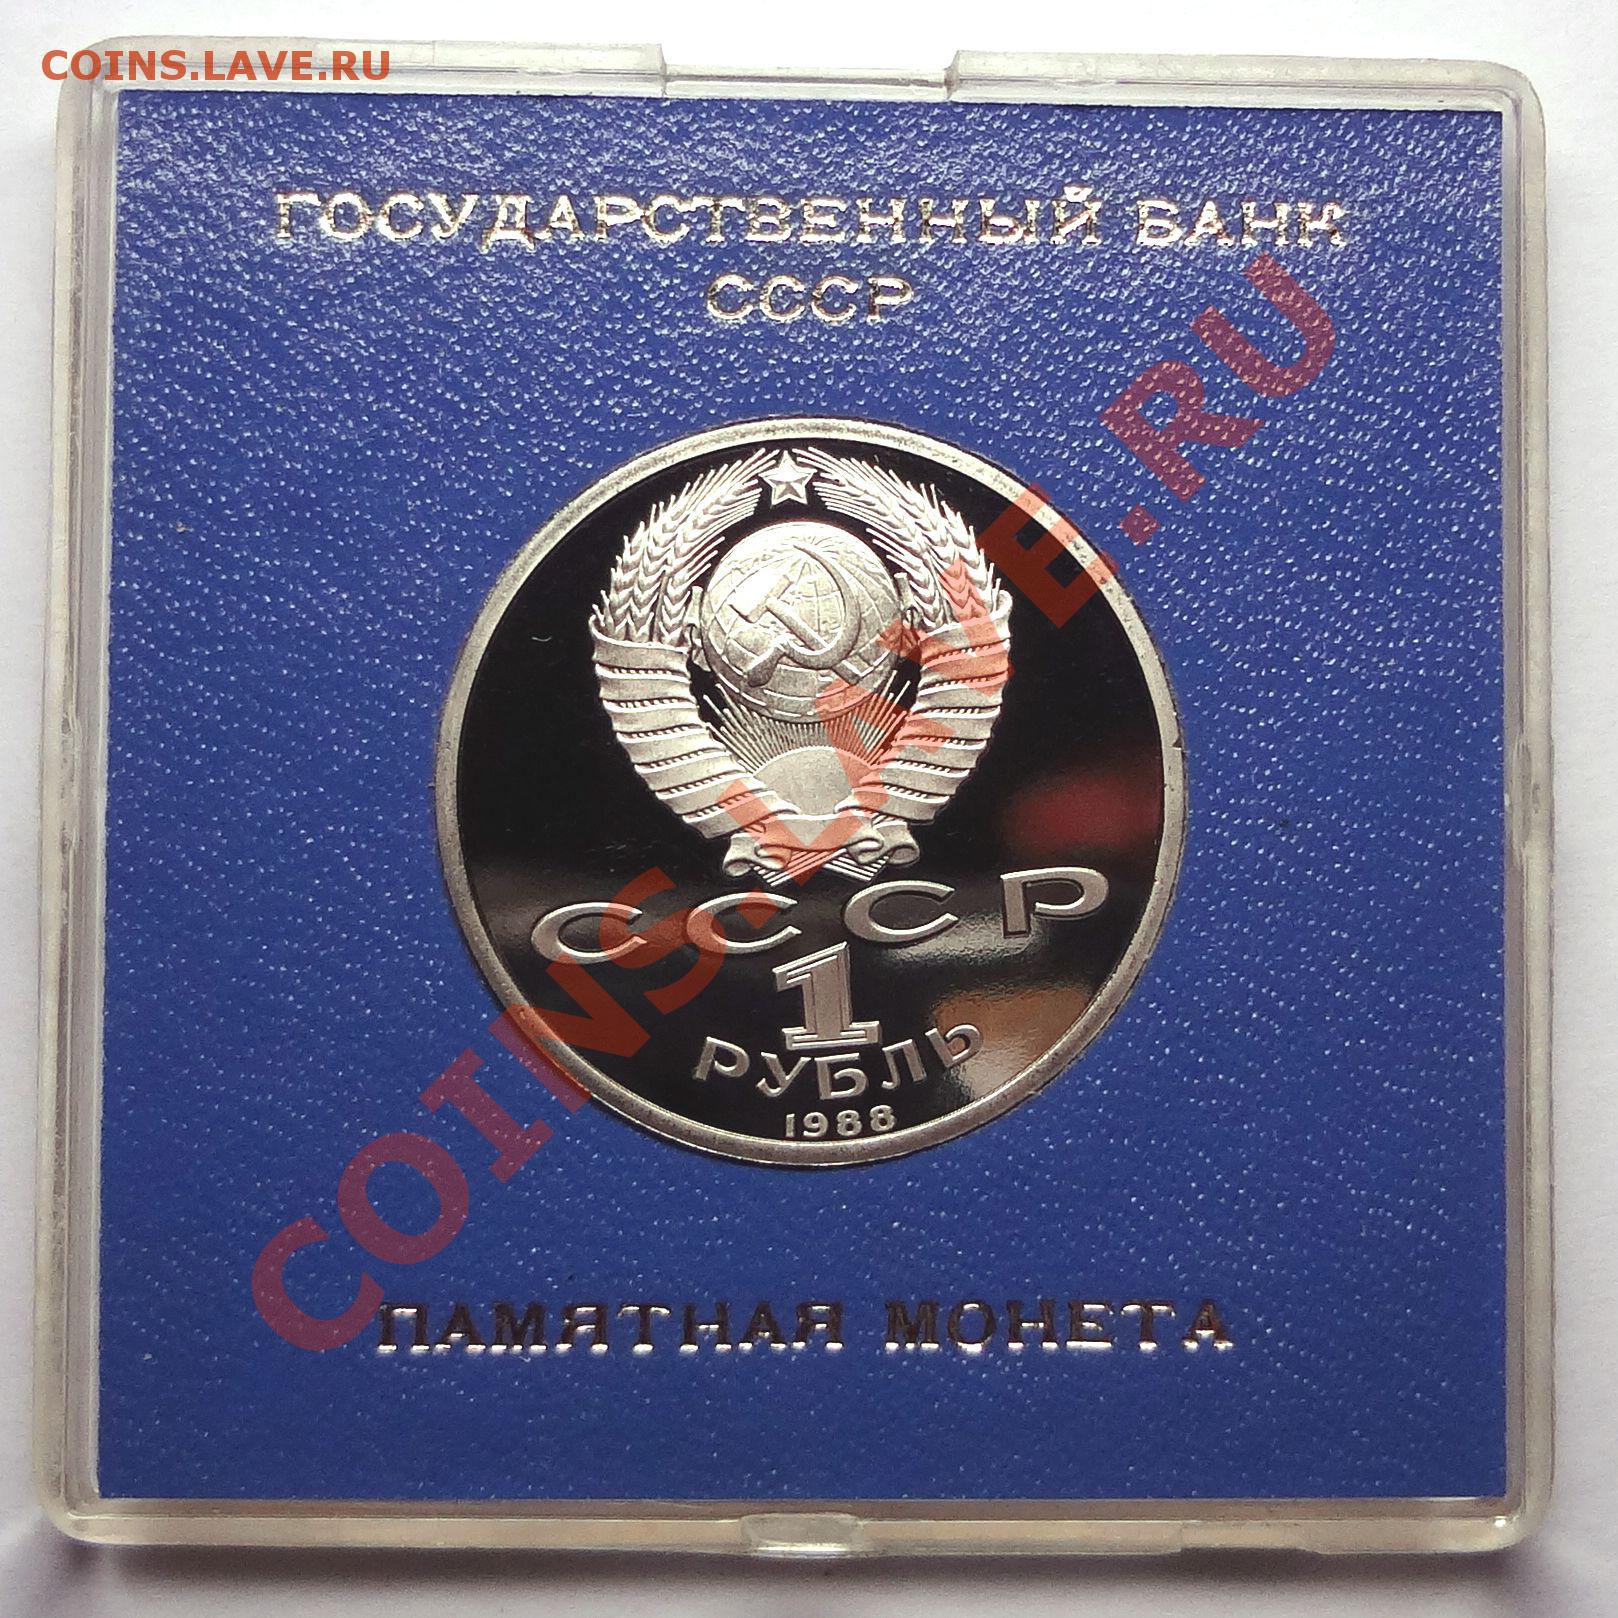 COINS.LAVE.RU
ГОСУДАРСТВЕННЫЙ БАНК
СССР
СССР
1
РУБЛЬ
1988
ПАМЯТНАЯ МОНЕТА
COINS.LAVE.RU